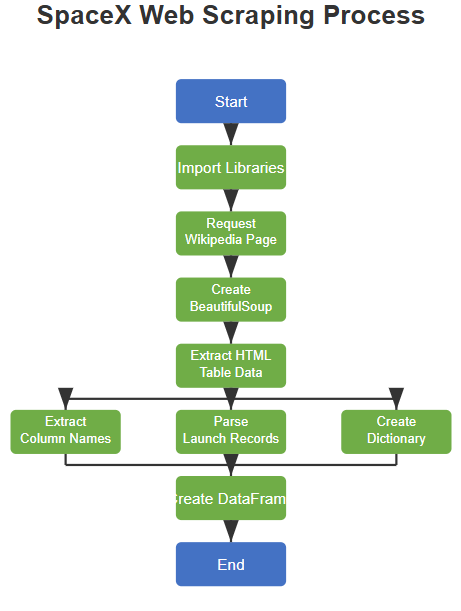 SpaceX Web Scraping Process
Start
Import Libraries
Request
Wikipedia Page
Create
BeautifulSoup
Extract HTML
Table Data
Extract
Column Names
Parse
Launch Records
Create
Dictionary
Create DataFram
End